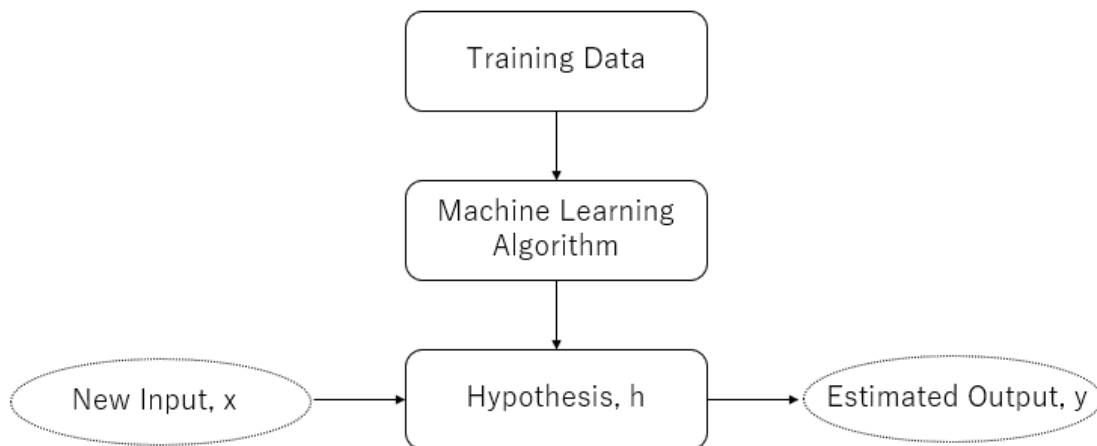 Training Data
Machine Learning
Algorithm
New Input, x
Hypothesis, h
Estimated Output, y